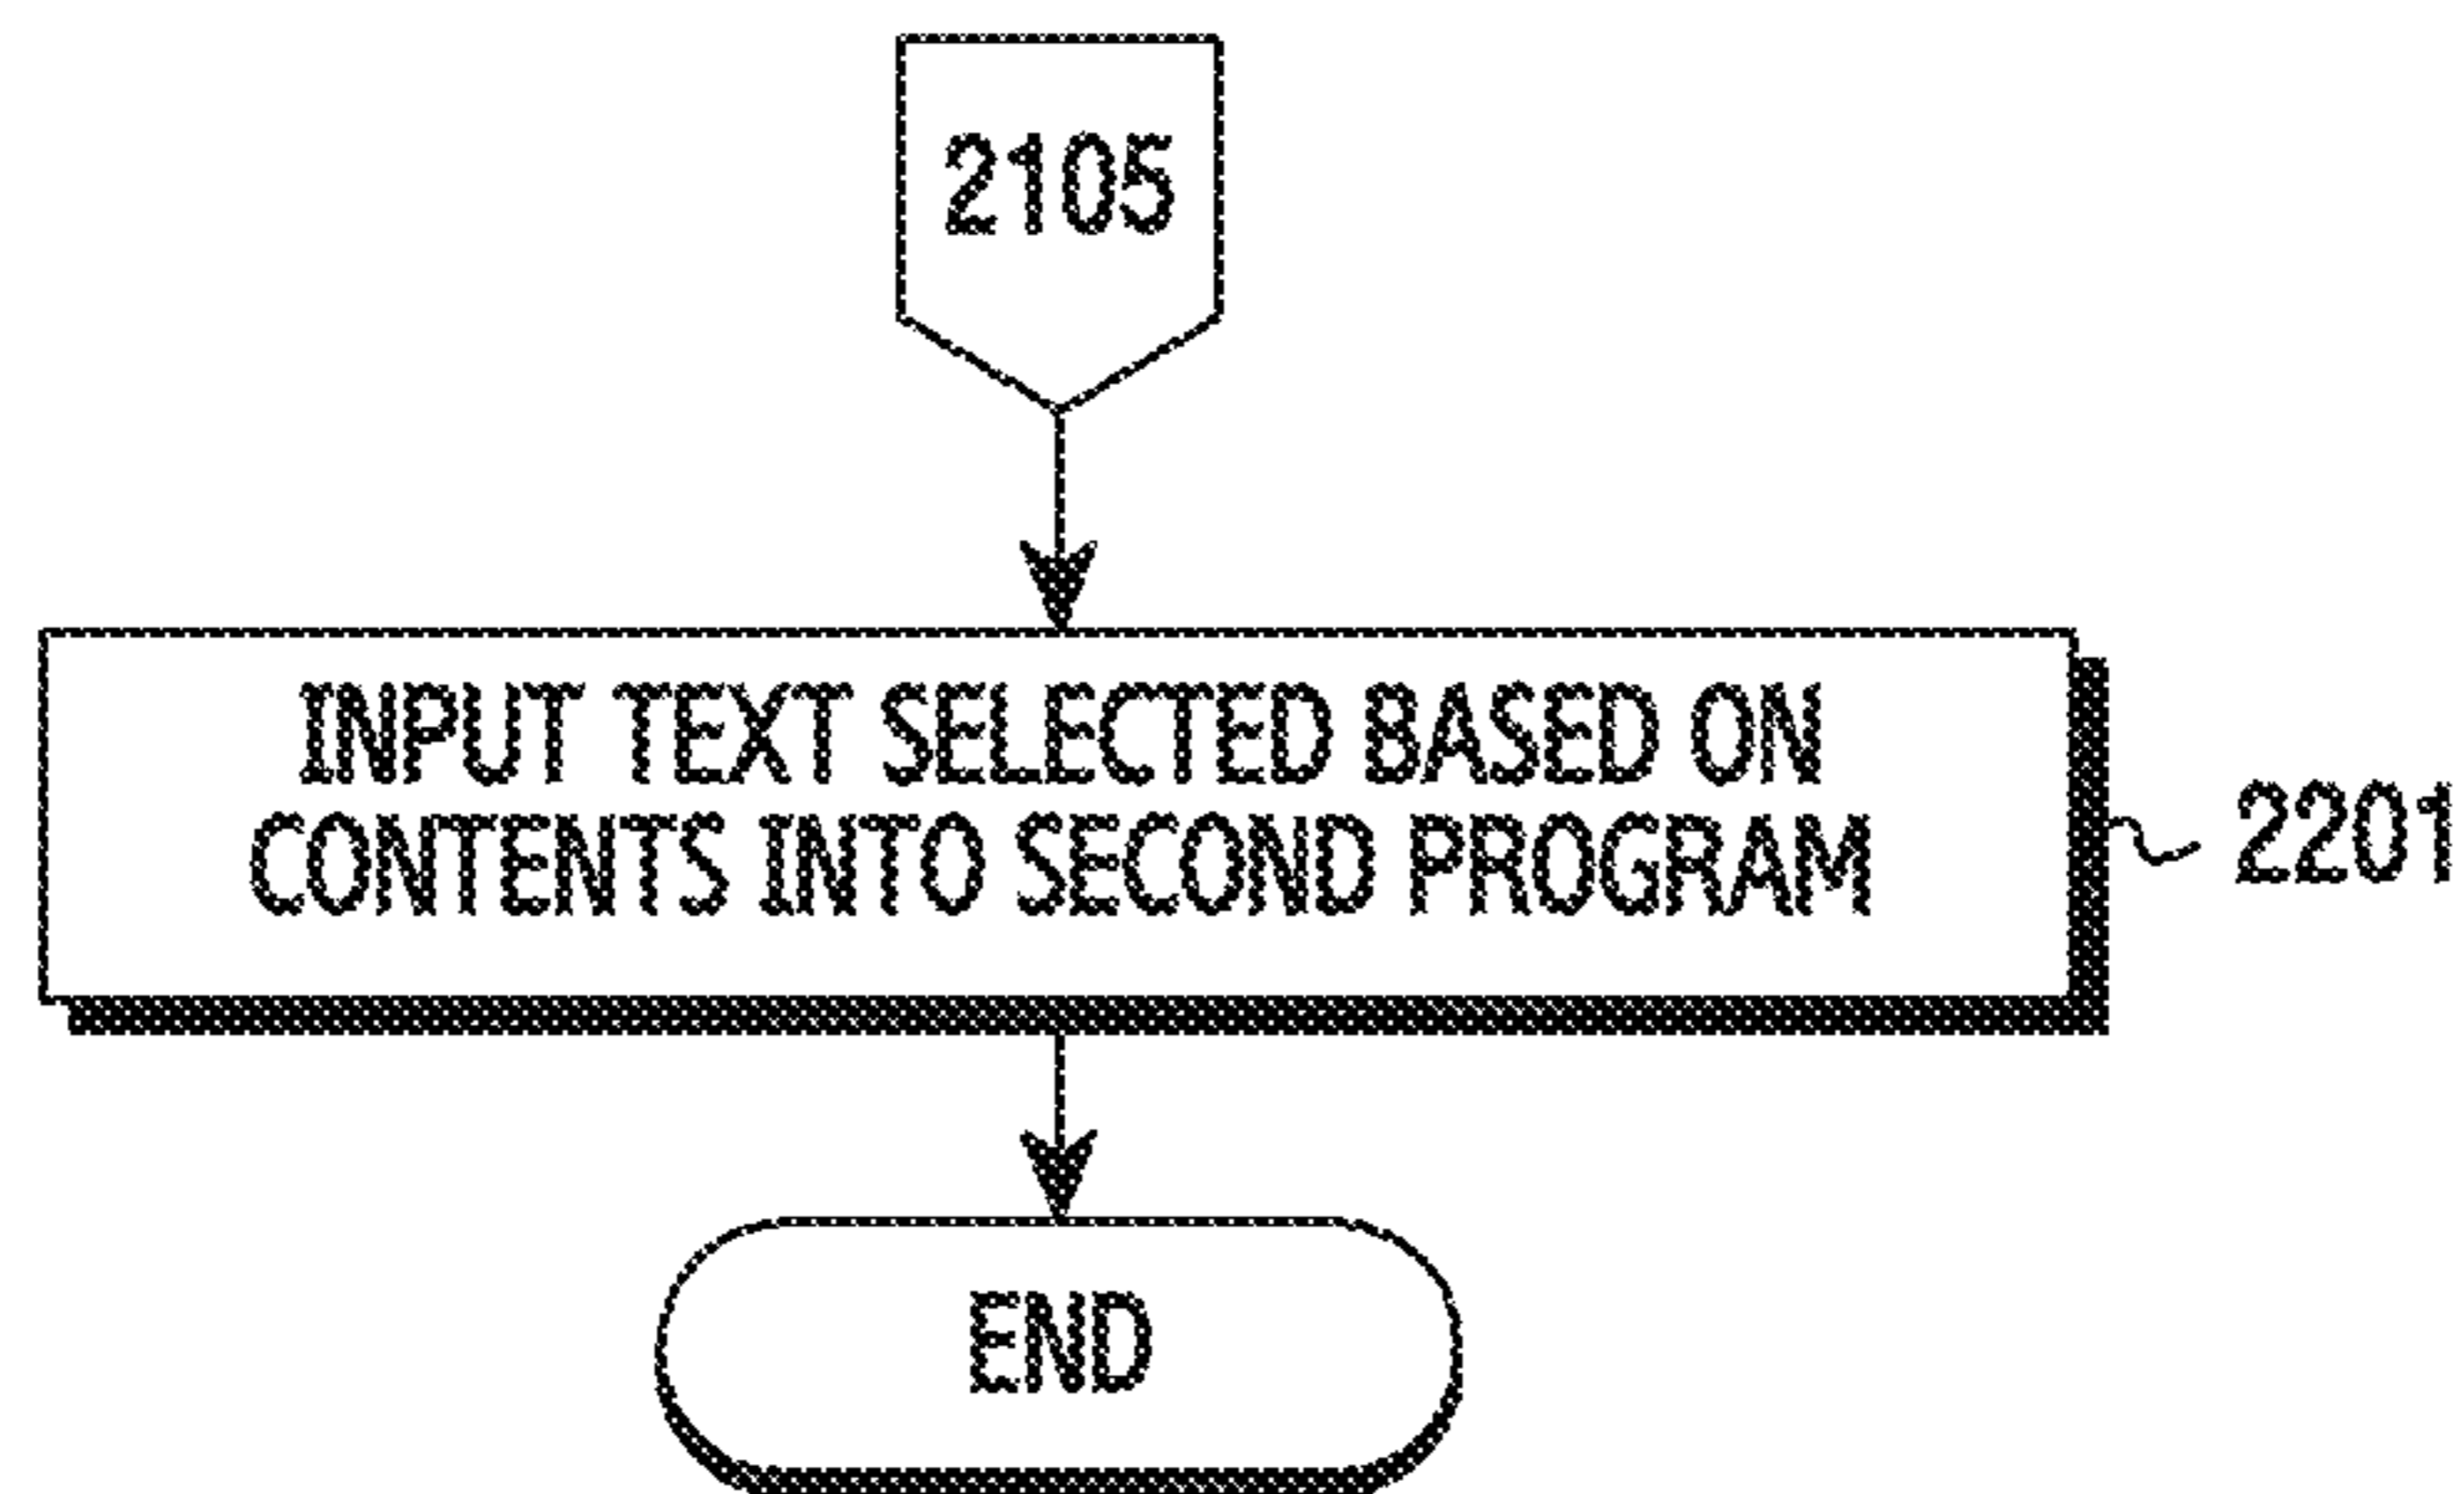 2105
INPUT TEXT SELECTED BASED ON
CONTENTS INTO SECOND PROGRAM
2201
END